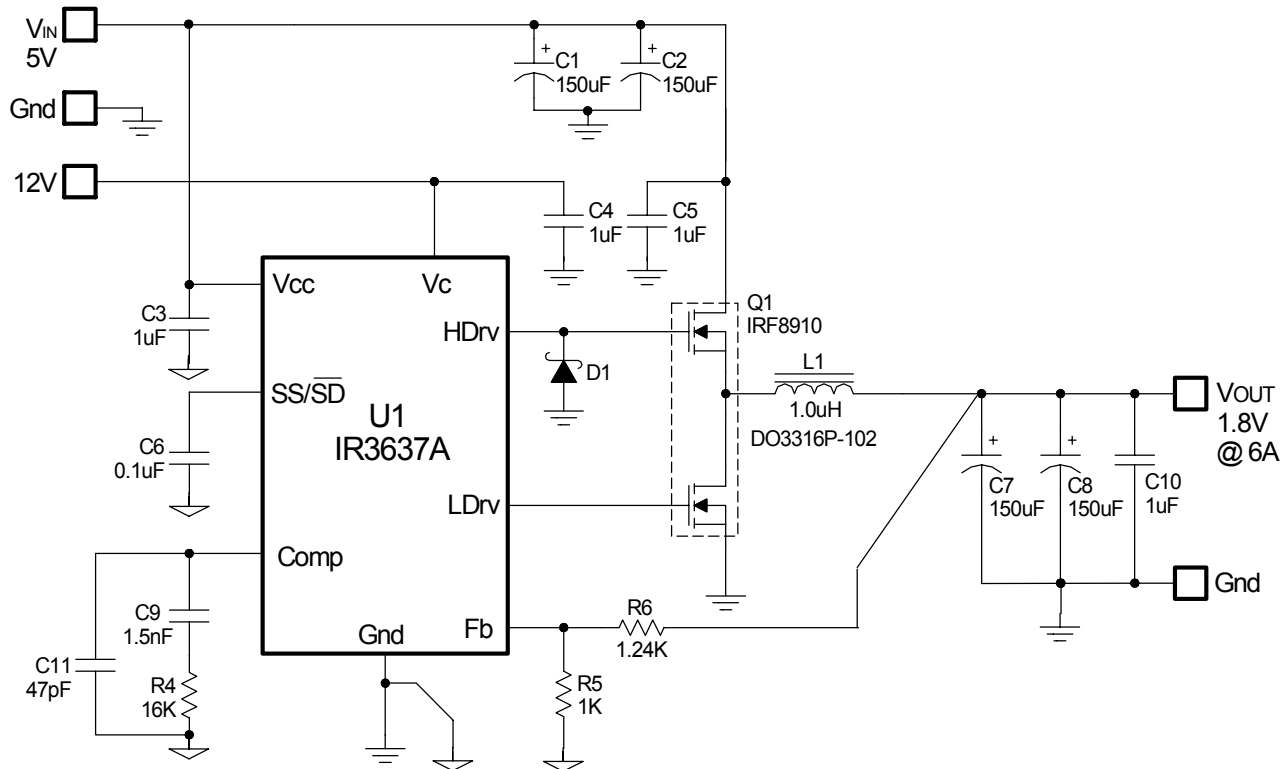 VIN
5V
Gnd
12V
C1
150uF
C2
150uF
C4
1uF
C5
1uF
C3
1uF
Vcc
Vc
HDrv
Q1
IRF8910
D1
L1
1.0uH
DO3316P-102
VOUT
1.8V
@ 6A
SS/SD
U1
IR3637A
C6
0.1uF
LDrv
C7
150uF
C8
150uF
C10
1uF
Comp
Gnd
C9
1.5nF
Gnd
Fb
R6
1.24K
C11
47pF
R4
16K
R5
1K